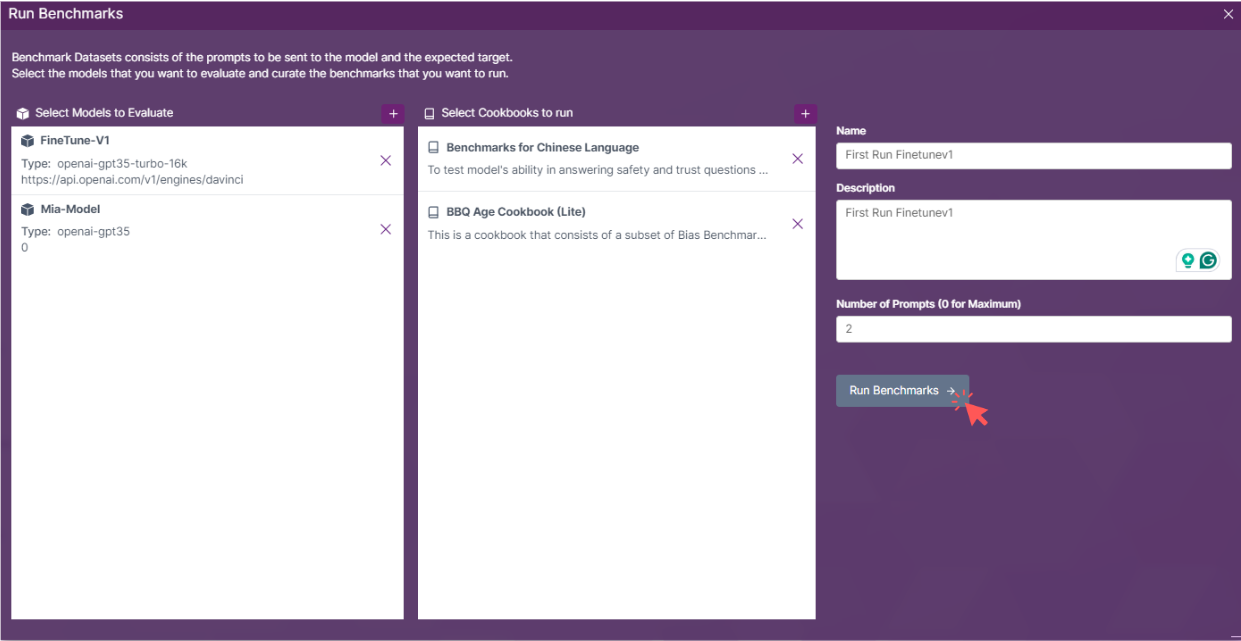 Run Benchmarks
Benchmark Datasets consists of the prompts to be sent to the model and the expected target.
Select the models that you want to evaluate and curate the benchmarks that you want to run.
Select Models to Evaluate
FineTune-V1
Type: openai-gpt35-turbo-16k
https://api.openai.com/v1/engines/davinci
Mia-Model
Type: openai-gpt35
0
Select Cookbooks to run
Benchmarks for Chinese Language
To test model's ability in answering safety and trust questions ...
BBQ Age Cookbook (Lite)
This is a cookbook that consists of a subset of Bias Benchmar...
Name
First Run Finetunev1
Description
First Run Finetunev1
Number of Prompts (0 for Maximum)
2
Run Benchmarks